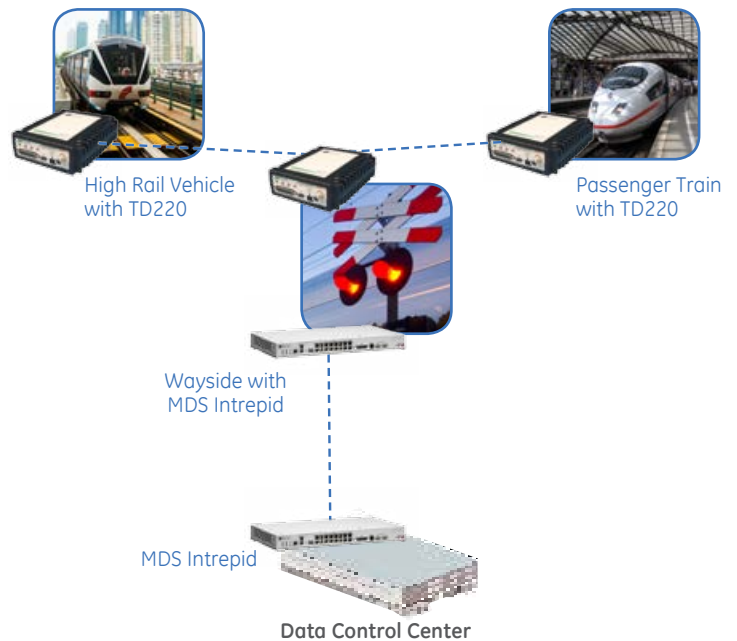 High Rail Vehicle
with TD220
Passenger Train
with TD220
Wayside with
MDS Intrepid
MDS Intrepid
Data Control Center